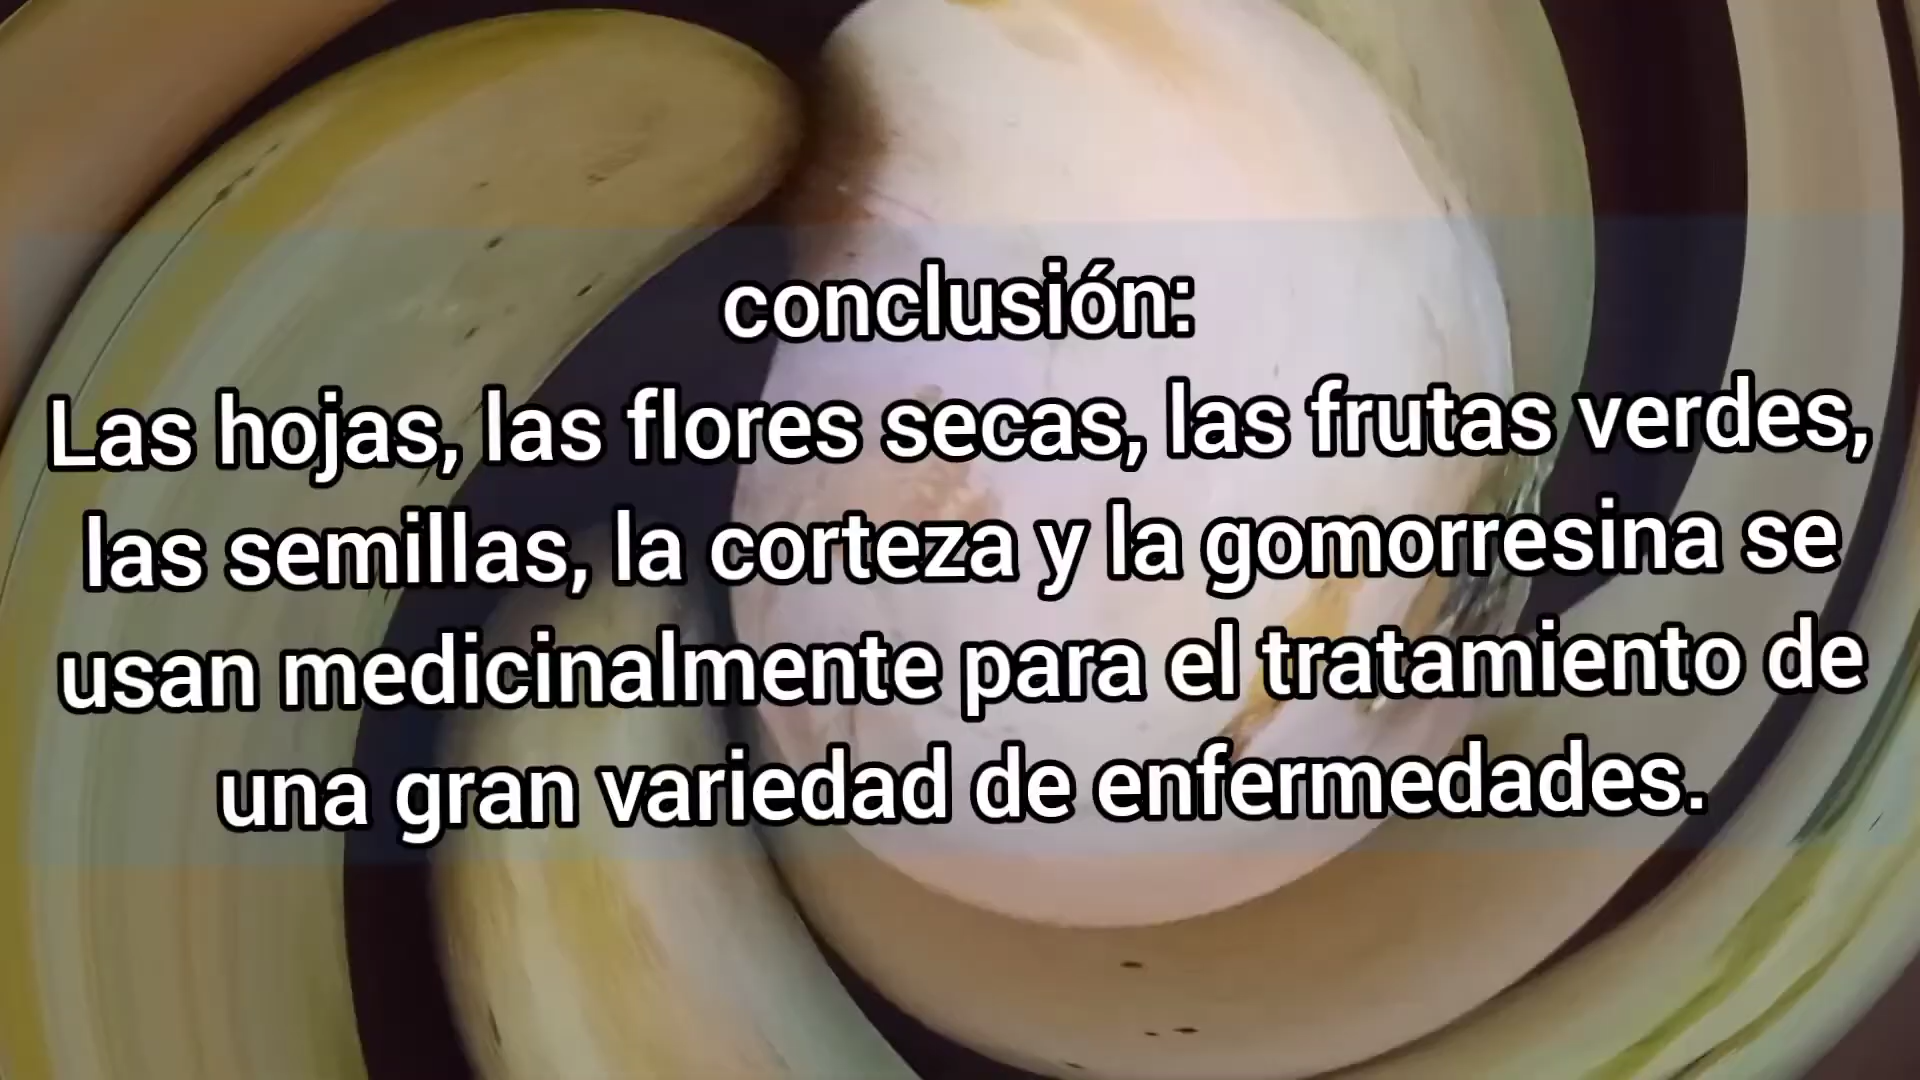 conclusión:
Las hojas, las flores secas, las frutas verdes,
las semillas, la corteza y la gomorresina se
usan medicinalmente para el tratamiento de
una gran variedad de enfermedades.